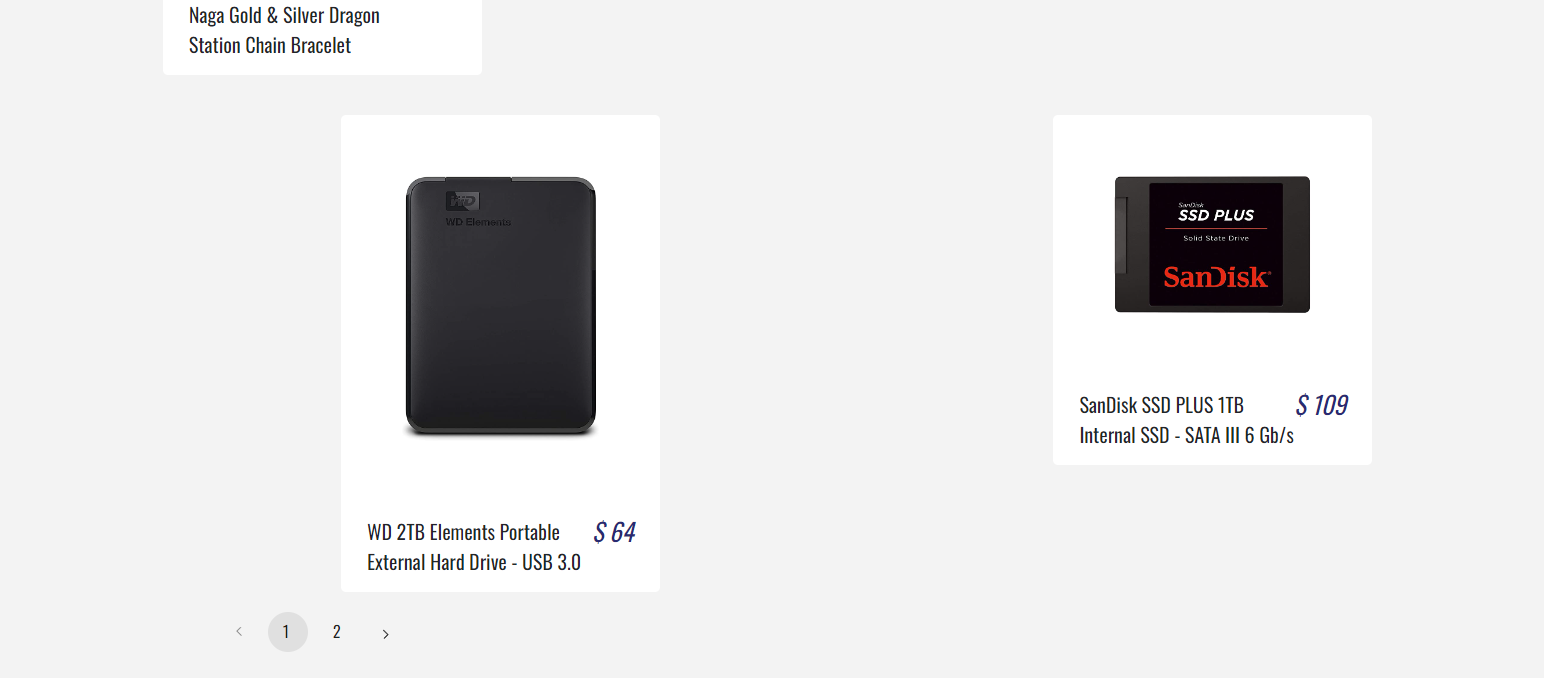 Naga Gold & Silver Dragon
Station Chain Bracelet
WD
WD Elements
WD 2TB Elements Portable
External Hard Drive - USB 3.0
$ 64
SanDisk
SSD PLUS
Solid State Drive
SanDisk
SanDisk SSD PLUS 1TB
Internal SSD - SATA III 6 Gb/s
$ 109
1 2